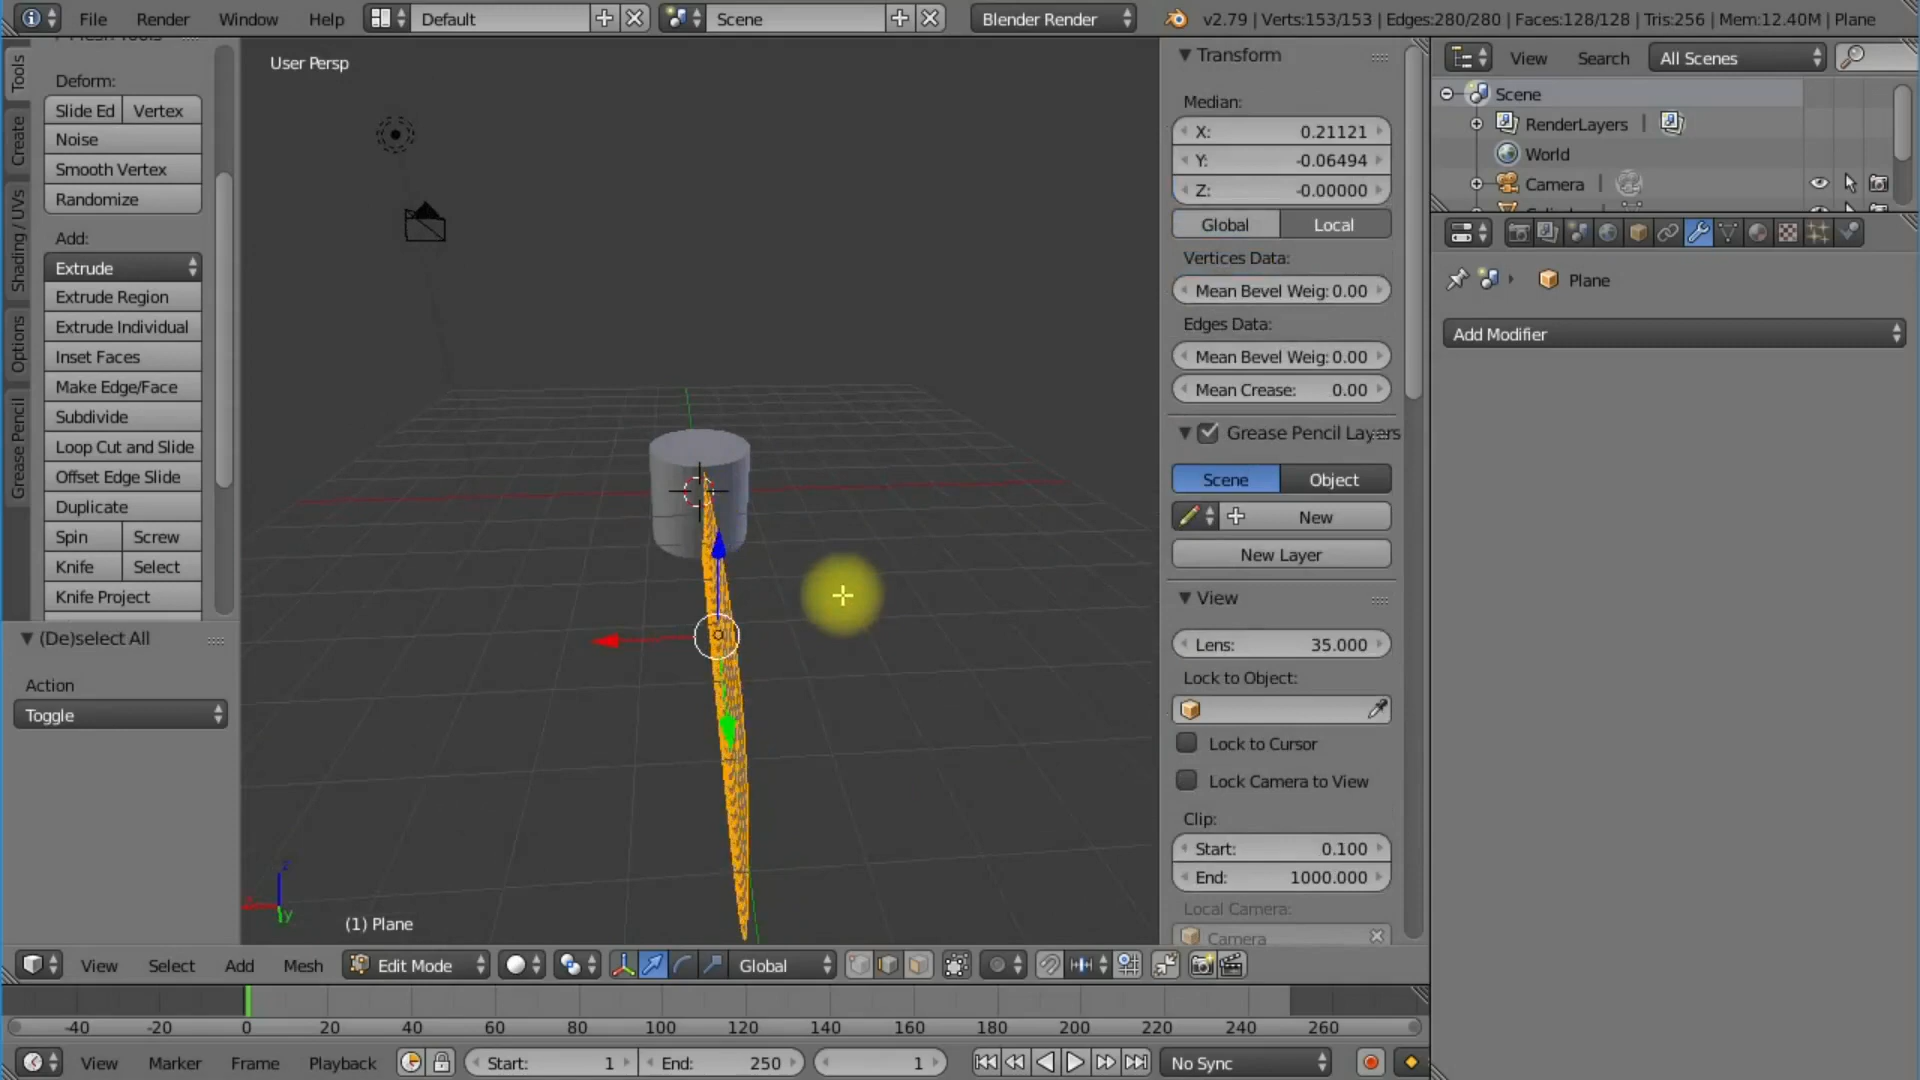 File Render Window Help Default Scene Blender Render v2.79 | Verts:153/153 | Edges:280/280 | Faces:128/128 | Tris:256 | Mem:12.40M | Plane
Tools
Create
Shading / UVs
Options
Grease Pencil
Mesh Tools
Deform:
Slide Ed Vertex
Noise
Smooth Vertex
Randomize
Add:
Extrude
Extrude Region
Extrude Individual
Inset Faces
Make Edge/Face
Subdivide
Loop Cut and Slide
Offset Edge Slide
Duplicate
Spin Screw
Knife Select
Knife Project
(De)select All
Action
Toggle
User Persp
z
y
(1) Plane
Transform
Median:
X: 0.21121
Y: -0.06494
Z: -0.00000
Global Local
Vertices Data:
Mean Bevel Weig: 0.00
Edges Data:
Mean Bevel Weig: 0.00
Mean Crease: 0.00
Grease Pencil Layers
Scene Object
New
New Layer
View
Lens: 35.000
Lock to Object:
Lock to Cursor
Lock Camera to View
Clip:
Start: 0.100
End: 1000.000
Local Camera:
Camera
View Search All Scenes
Scene
RenderLayers |
World
Camera |
Plane
Add Modifier
View Select Add Mesh Edit Mode Global
-40 -20 0 20 40 60 80 100 120 140 160 180 200 220 240 260
View Marker Frame Playback Start: 1 End: 250 1 No Sync